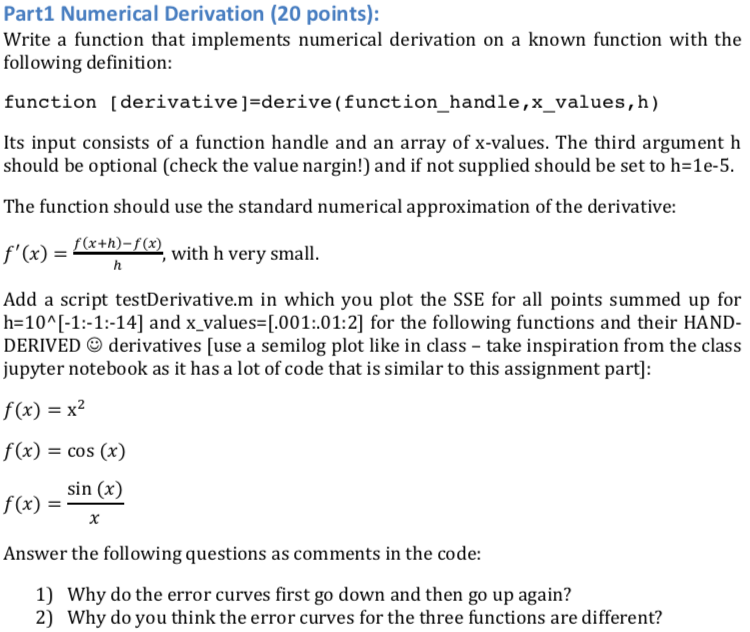 Part1 Numerical Derivation (20 points):
Write a function that implements numerical derivation on a known function with the
following definition:
function [derivative]=derive(function_handle,x_values,h)
Its input consists of a function handle and an array of x-values. The third argument h
should be optional (check the value nargin!) and if not supplied should be set to h=1e-5.
The function should use the standard numerical approximation of the derivative:
f'(x) = \frac{f(x+h)-f(x)}{h}, with h very small.
Add a script testDerivative.m in which you plot the SSE for all points summed up for
h=10^[-1:-1:-14] and x_values=[.001:.01:2] for the following functions and their HAND-
DERIVED ☺ derivatives [use a semilog plot like in class – take inspiration from the class
jupyter notebook as it has a lot of code that is similar to this assignment part]:
f(x) = x²
f(x) = cos (x)
f(x) = \frac{sin (x)}{x}
Answer the following questions as comments in the code:
1) Why do the error curves first go down and then go up again?
2) Why do you think the error curves for the three functions are different?